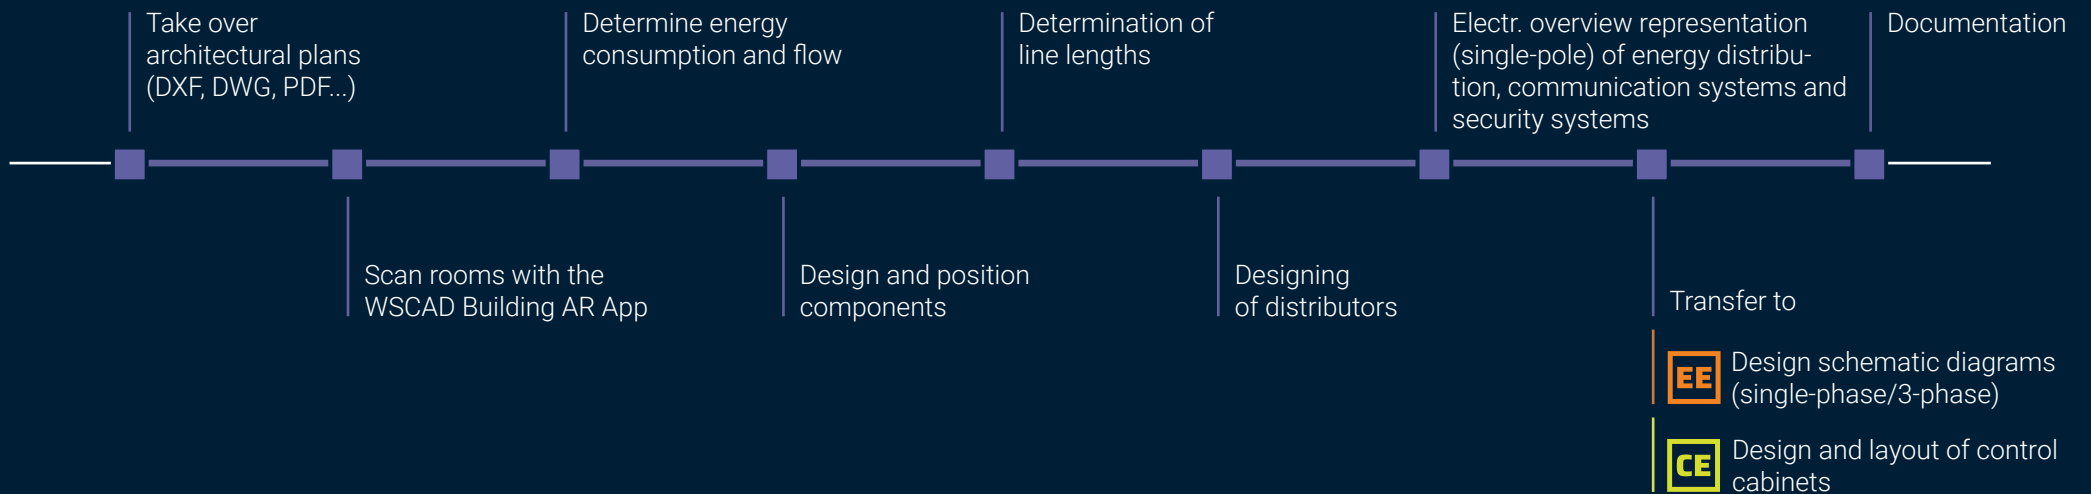 Take over
architectural plans
(DXF, DWG, PDF...)
Determine energy
consumption and flow
Determination of
line lengths
Electr. overview representation
(single-pole) of energy distribu-
tion, communication systems and
security systems
Documentation
Scan rooms with the
WSCAD Building AR App
Design and position
components
Designing
of distributors
Transfer to
EE
Design schematic diagrams
(single-phase/3-phase)
CE
Design and layout of control
cabinets